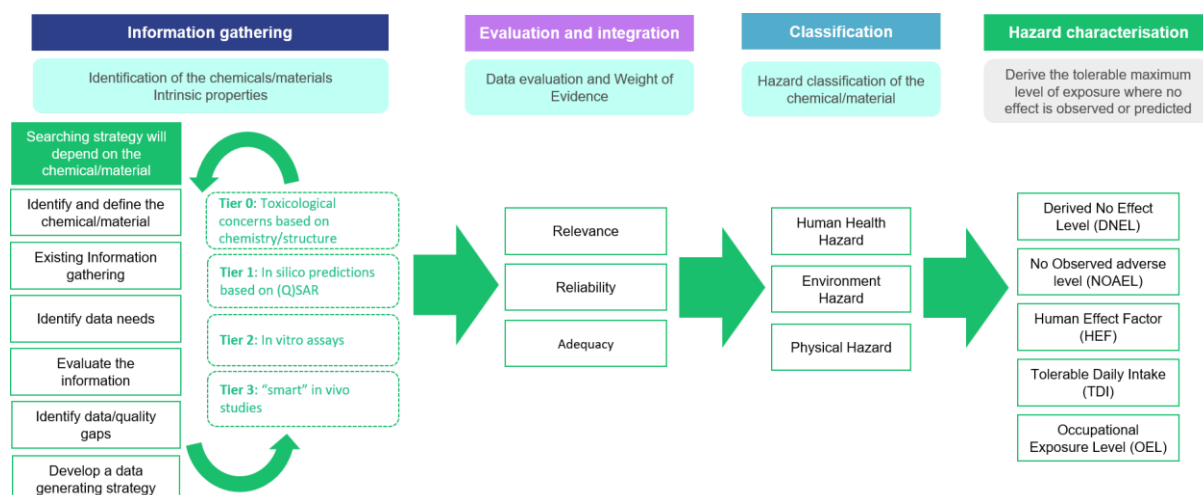 Information gathering
Identification of the chemicals/materials
Intrinsic properties
Searching strategy will
depend on the
chemical/material
Identify and define the
chemical/material
Existing Information
gathering
Identify data needs
Evaluate the
information
Identify data/quality
gaps
Develop a data
generating strategy
Tier 0: Toxicological
concerns based on
chemistry/structure
Tier 1: In silico predictions
based on (Q)SAR
Tier 2: In vitro assays
Tier 3: “smart” in vivo
studies
Evaluation and integration
Data evaluation and Weight of
Evidence
Relevance
Reliability
Adequacy
Classification
Hazard classification of the
chemical/material
Human Health
Hazard
Environment
Hazard
Physical Hazard
Hazard characterisation
Derive the tolerable maximum
level of exposure where no
effect is observed or predicted
Derived No Effect
Level (DNEL)
No Observed adverse
level (NOAEL)
Human Effect Factor
(HEF)
Tolerable Daily Intake
(TDI)
Occupational
Exposure Level (OEL)